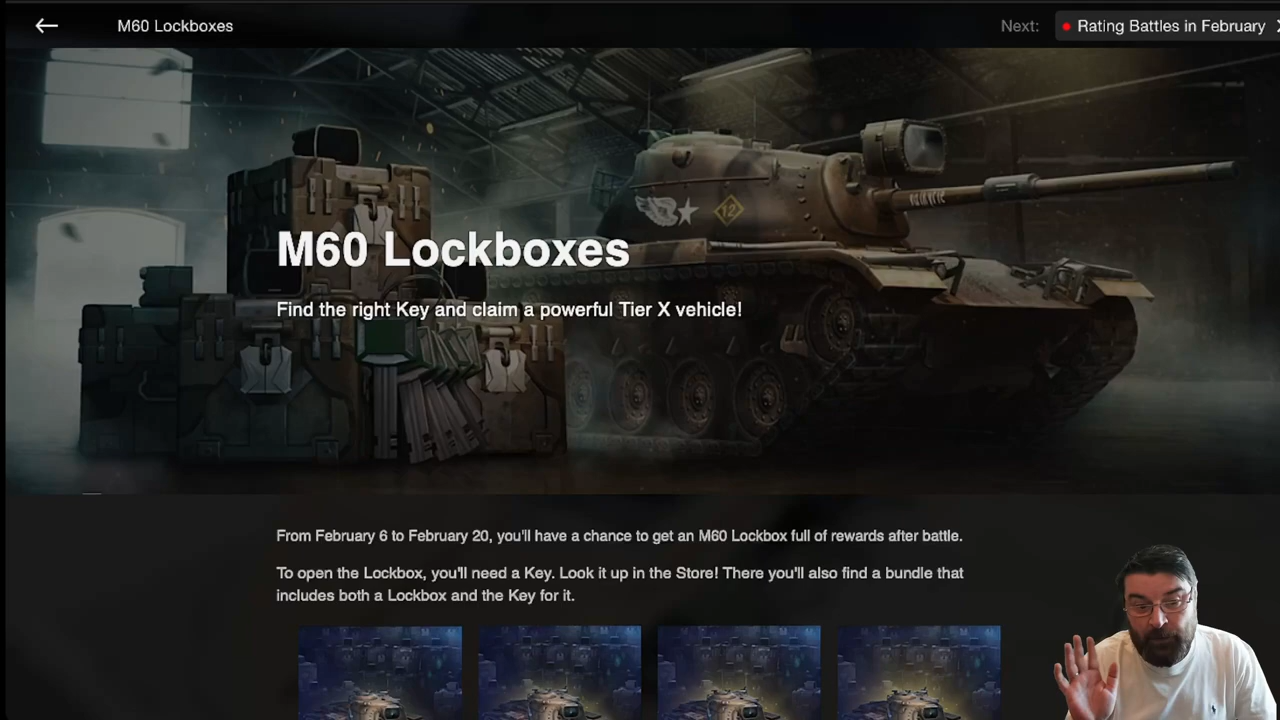 M60 Lockboxes
Next: Rating Battles in February
12
M60 Lockboxes
Find the right Key and claim a powerful Tier X vehicle!
From February 6 to February 20, you'll have a chance to get an M60 Lockbox full of rewards after battle.
To open the Lockbox, you'll need a Key. Look it up in the Store! There you'll also find a bundle that
includes both a Lockbox and the Key for it.